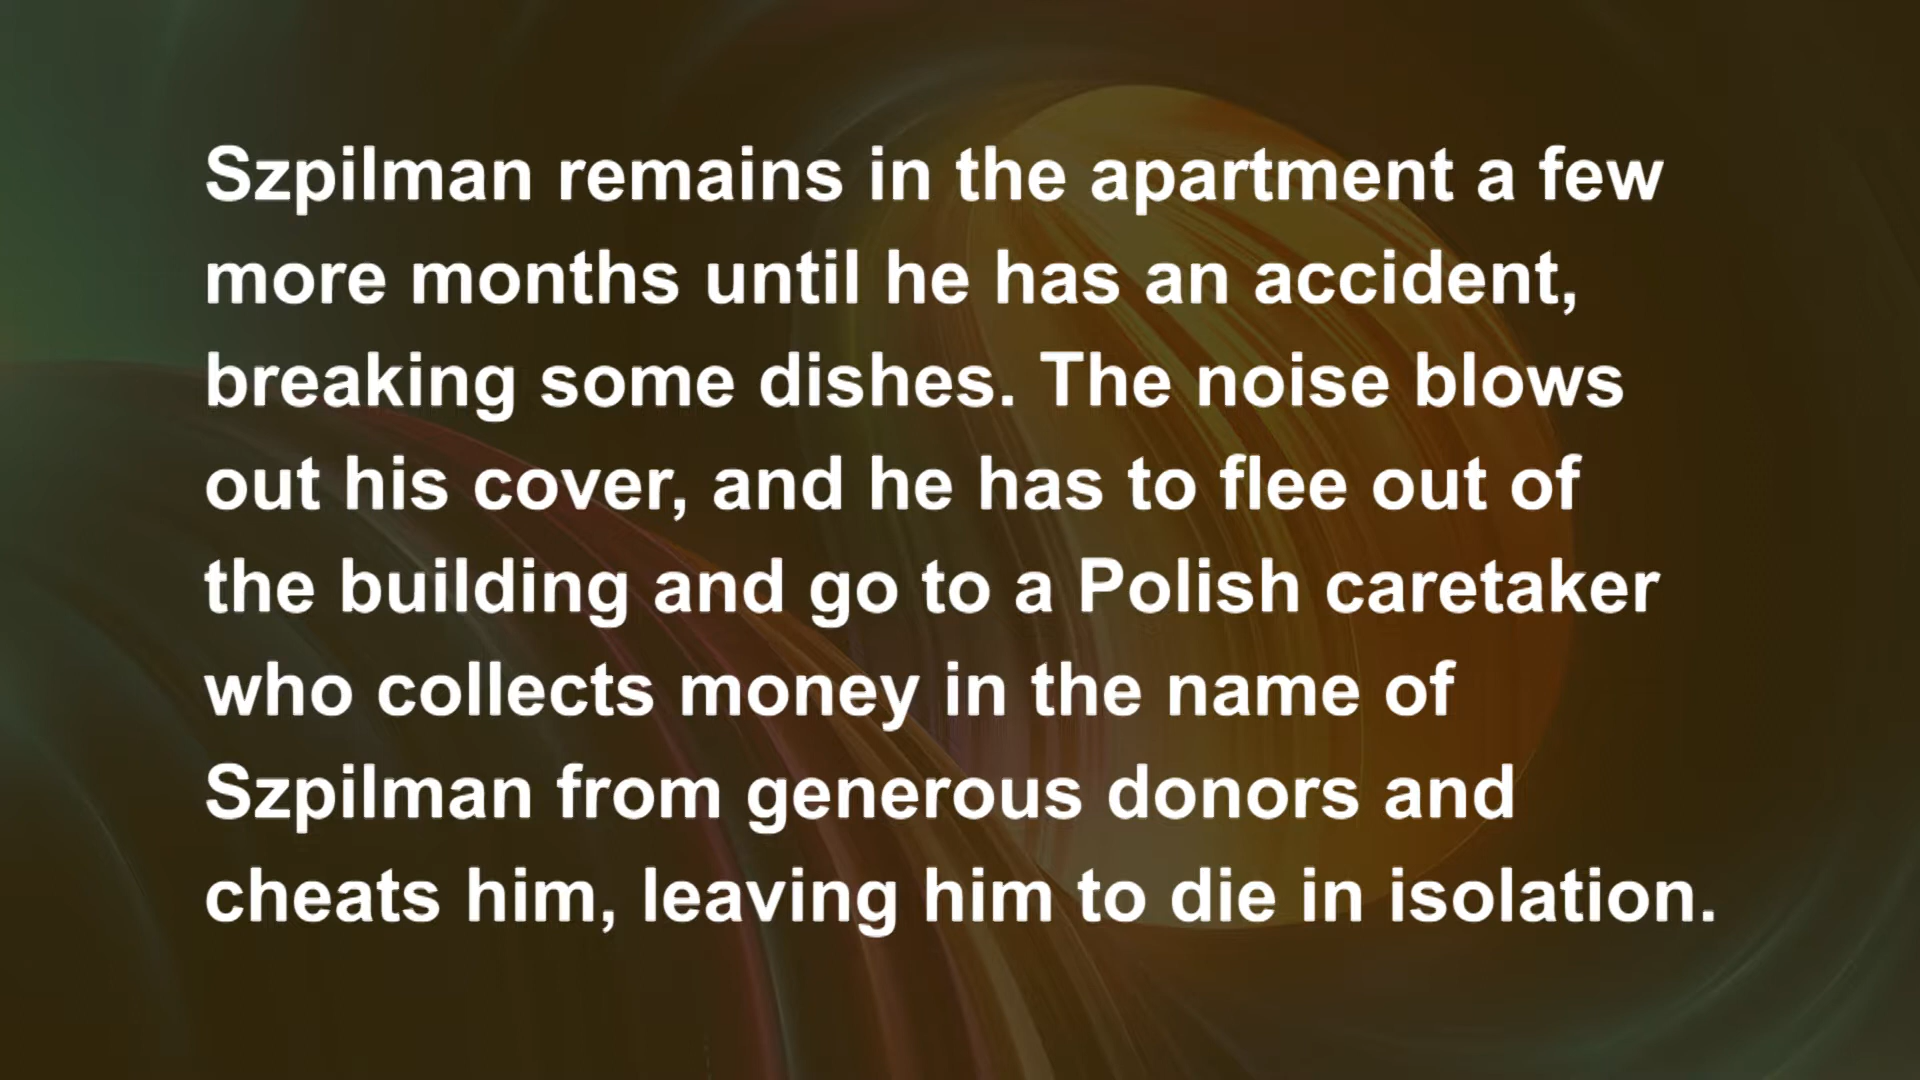 Szpilman remains in the apartment a few
more months until he has an accident,
breaking some dishes. The noise blows
out his cover, and he has to flee out of
the building and go to a Polish caretaker
who collects money in the name of
Szpilman from generous donors and
cheats him, leaving him to die in isolation.